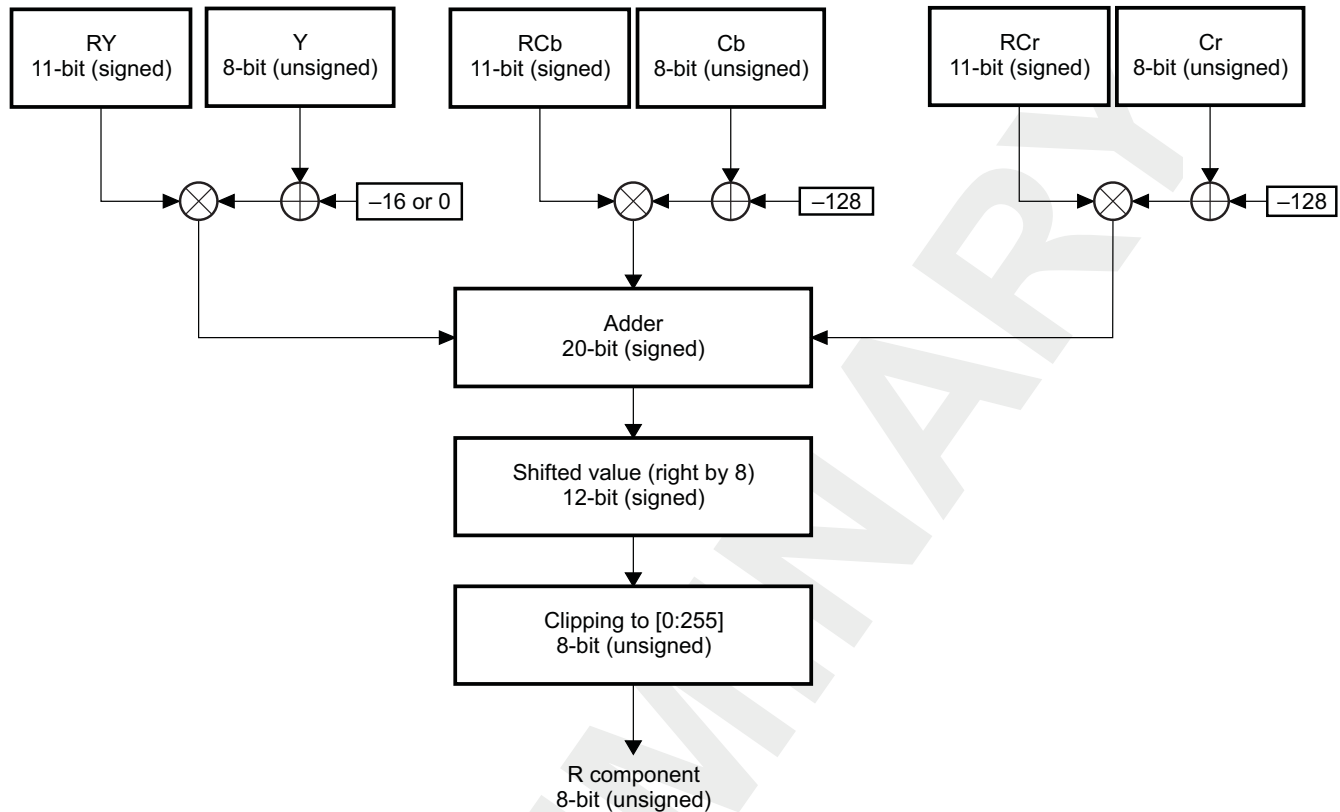 RY
11-bit (signed)
Y
8-bit (unsigned)
RCb
11-bit (signed)
Cb
8-bit (unsigned)
RCr
11-bit (signed)
Cr
8-bit (unsigned)
–16 or 0
–128
–128
Adder
20-bit (signed)
Shifted value (right by 8)
12-bit (signed)
Clipping to [0:255]
8-bit (unsigned)
R component
8-bit (unsigned)
MINARY